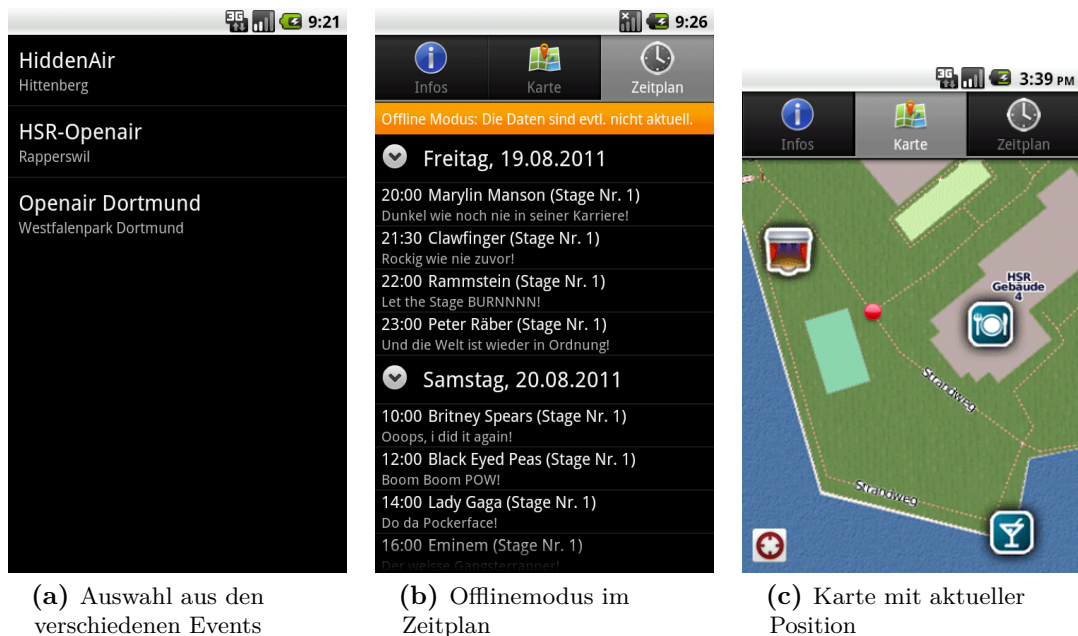 3G 9:21
HiddenAir
Hittenberg
HSR-Openair
Rapperswil
Openair Dortmund
Westfalenpark Dortmund
(a) Auswahl aus den
verschiedenen Events
9:26
Infos Karte Zeitplan
Offline Modus: Die Daten sind evtl. nicht aktuell.
Freitag, 19.08.2011
20:00 Marylin Manson (Stage Nr. 1)
Dunkel wie noch nie in seiner Karriere!
21:30 Clawfinger (Stage Nr. 1)
Rockig wie nie zuvor!
22:00 Rammstein (Stage Nr. 1)
Let the Stage BURNNNN!
23:00 Peter Räber (Stage Nr. 1)
Und die Welt ist wieder in Ordnung!
Samstag, 20.08.2011
10:00 Britney Spears (Stage Nr. 1)
Ooops, i did it again!
12:00 Black Eyed Peas (Stage Nr. 1)
Boom Boom POW!
14:00 Lady Gaga (Stage Nr. 1)
Do da Pockerface!
16:00 Eminem (Stage Nr. 1)
Der weisse Gangsterrapper!
(b) Offlinemodus im
Zeitplan
3G 3:39 PM
Infos Karte Zeitplan
HSR
Gebäude
4
Strandweg
Strandweg
(c) Karte mit aktueller
Position